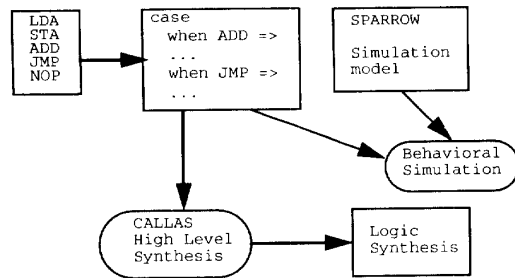 LDA
STA
ADD
JMP
NOP
case
when ADD =>
...
when JMP =>
...
SPARROW
Simulation
model
Behavioral
Simulation
CALLAS
High Level
Synthesis
Logic
Synthesis